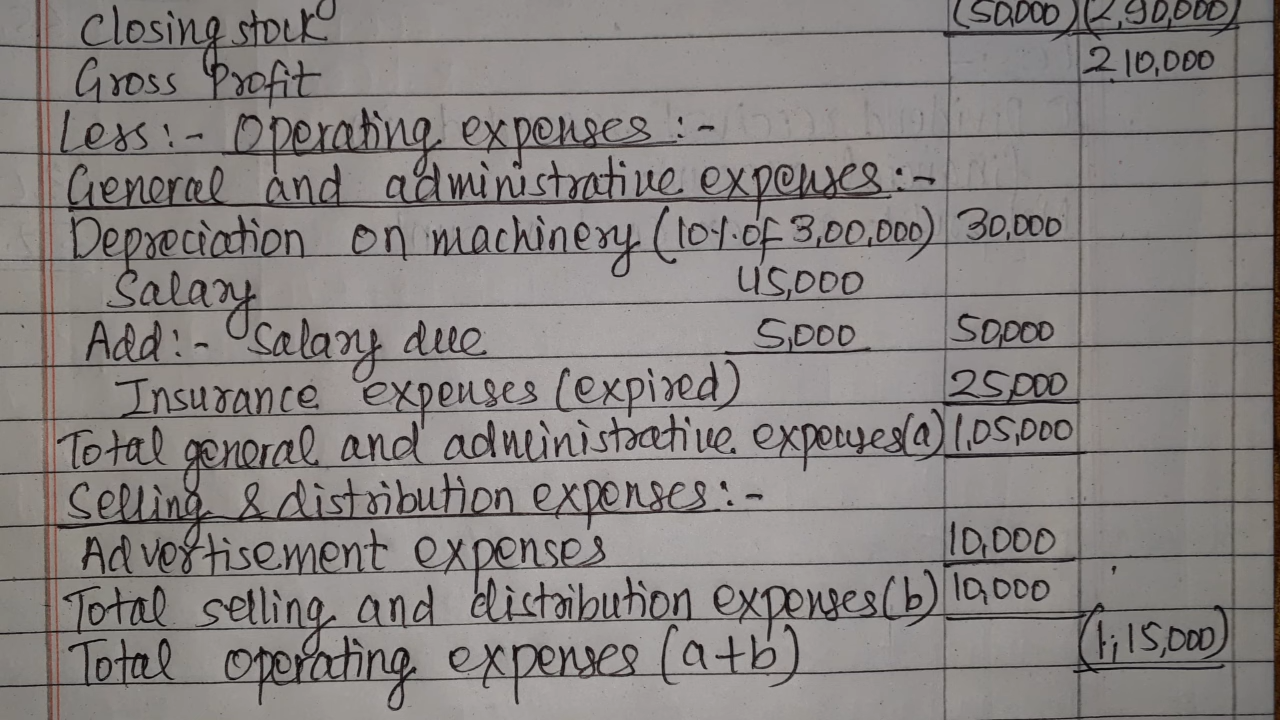 Closing stock (50,000) (2,90,000)
Gross Profit 210,000
Less:- Operating expenses:-
General and administrative expenses:-
Depreciation on machinery (10% of 3,00,000) 30,000
Salary 45,000
Add:- Salary due 5,000 50,000
Insurance expenses (expired) 25,000
Total general and administrative expenses(a) 1,05,000
Selling & distribution expenses:-
Advertisement expenses 10,000
Total selling and distribution expenses(b) 10,000
Total operating expenses (a+b) (1,15,000)